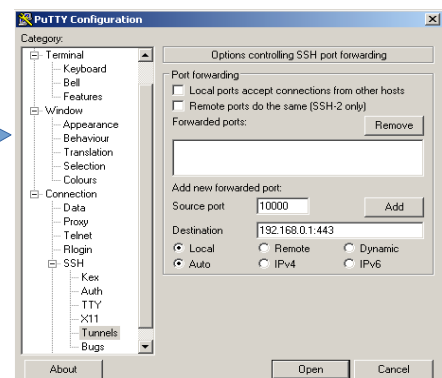 PuTTY Configuration
Category:
Terminal
Keyboard
Bell
Features
Window
Appearance
Behaviour
Translation
Selection
Colours
Connection
Data
Proxy
Telnet
Rlogin
SSH
Kex
Auth
TTY
X11
Tunnels
Bugs
Options controlling SSH port forwarding
Port forwarding
Local ports accept connections from other hosts
Remote ports do the same (SSH-2 only)
Forwarded ports:
Remove
Add new forwarded port:
Source port 10000 Add
Destination 192.168.0.1:443
Local Remote Dynamic
Auto IPv4 IPv6
About Open Cancel